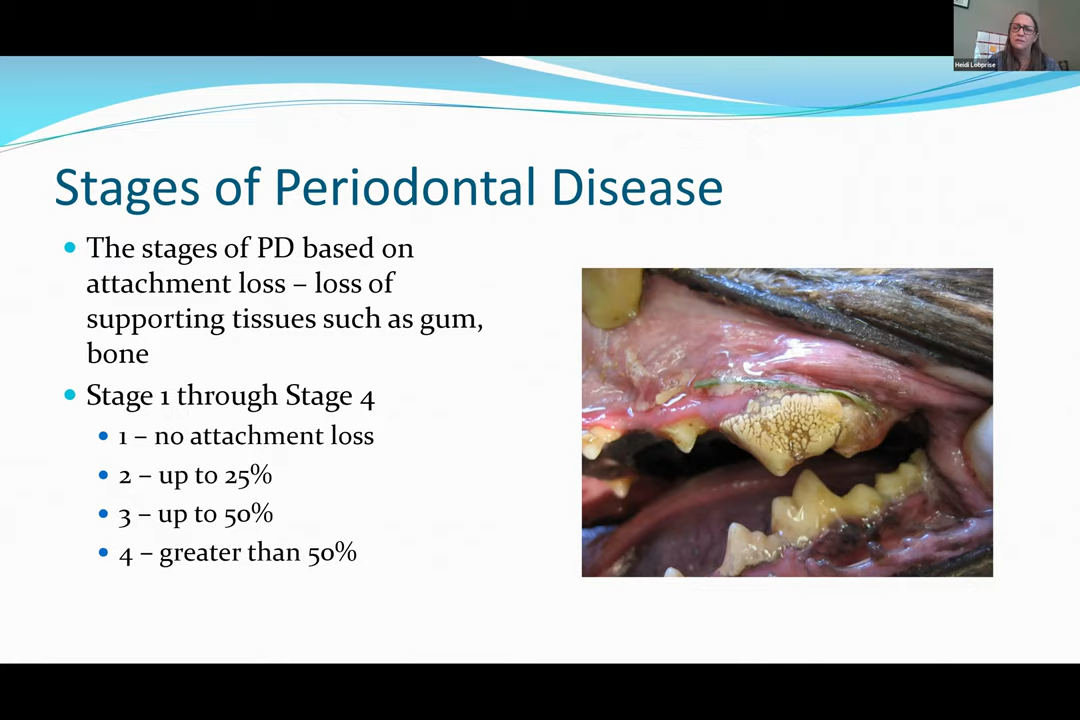 Heidi Lobprise
Stages of Periodontal Disease
The stages of PD based on
attachment loss – loss of
supporting tissues such as gum,
bone
Stage 1 through Stage 4
1 – no attachment loss
2 – up to 25%
3 – up to 50%
4 – greater than 50%